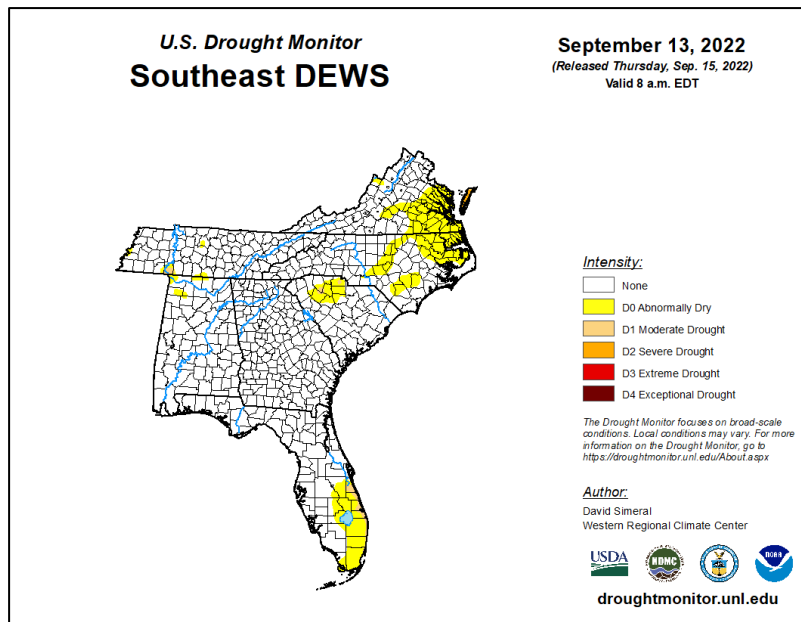 U.S. Drought Monitor
Southeast DEWS
September 13, 2022
(Released Thursday, Sep. 15, 2022)
Valid 8 a.m. EDT
Intensity:
None
D0 Abnormally Dry
D1 Moderate Drought
D2 Severe Drought
D3 Extreme Drought
D4 Exceptional Drought
The Drought Monitor focuses on broad-scale
conditions. Local conditions may vary. For more
information on the Drought Monitor, go to
https://droughtmonitor.unl.edu/About.aspx
Author:
David Simeral
Western Regional Climate Center
USDA
NDMC
NOAA
droughtmonitor.unl.edu